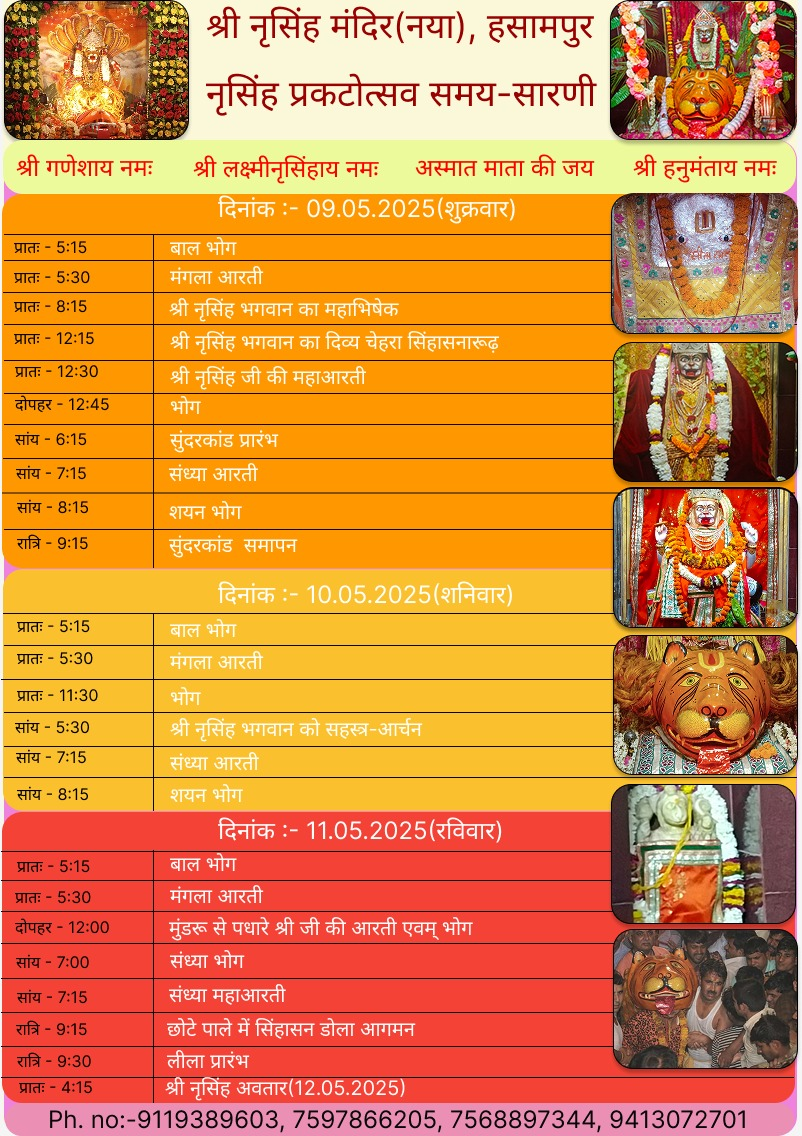 श्री नृसिंह मंदिर(नया), हसामपुर
नृसिंह प्रकटोत्सव समय-सारणी
श्री गणेशाय नमः श्री लक्ष्मीनृसिंहाय नमः अस्मात माता की जय श्री हनुमंताय नमः
दिनांक :- 09.05.2025(शुक्रवार)
प्रातः - 5:15 बाल भोग
प्रातः - 5:30 मंगला आरती
प्रातः - 8:15 श्री नृसिंह भगवान का महाभिषेक
प्रातः - 12:15 श्री नृसिंह भगवान का दिव्य चेहरा सिंहासनारूढ़
प्रातः - 12:30 श्री नृसिंह जी की महाआरती
दोपहर - 12:45 भोग
सांय - 6:15 सुंदरकांड प्रारंभ
सांय - 7:15 संध्या आरती
सांय - 8:15 शयन भोग
रात्रि - 9:15 सुंदरकांड समापन
दिनांक :- 10.05.2025(शनिवार)
प्रातः - 5:15 बाल भोग
प्रातः - 5:30 मंगला आरती
प्रातः - 11:30 भोग
सांय - 5:30 श्री नृसिंह भगवान को सहस्त्र-आर्चन
सांय - 7:15 संध्या आरती
सांय - 8:15 शयन भोग
दिनांक :- 11.05.2025(रविवार)
प्रातः - 5:15 बाल भोग
प्रातः - 5:30 मंगला आरती
दोपहर - 12:00 मुंडरू से पधारे श्री जी की आरती एवम् भोग
सांय - 7:00 संध्या भोग
सांय - 7:15 संध्या महाआरती
रात्रि - 9:15 छोटे पाले में सिंहासन डोला आगमन
रात्रि - 9:30 लीला प्रारंभ
प्रातः - 4:15 श्री नृसिंह अवतार(12.05.2025)
Ph. no:-9119389603, 7597866205, 7568897344, 9413072701